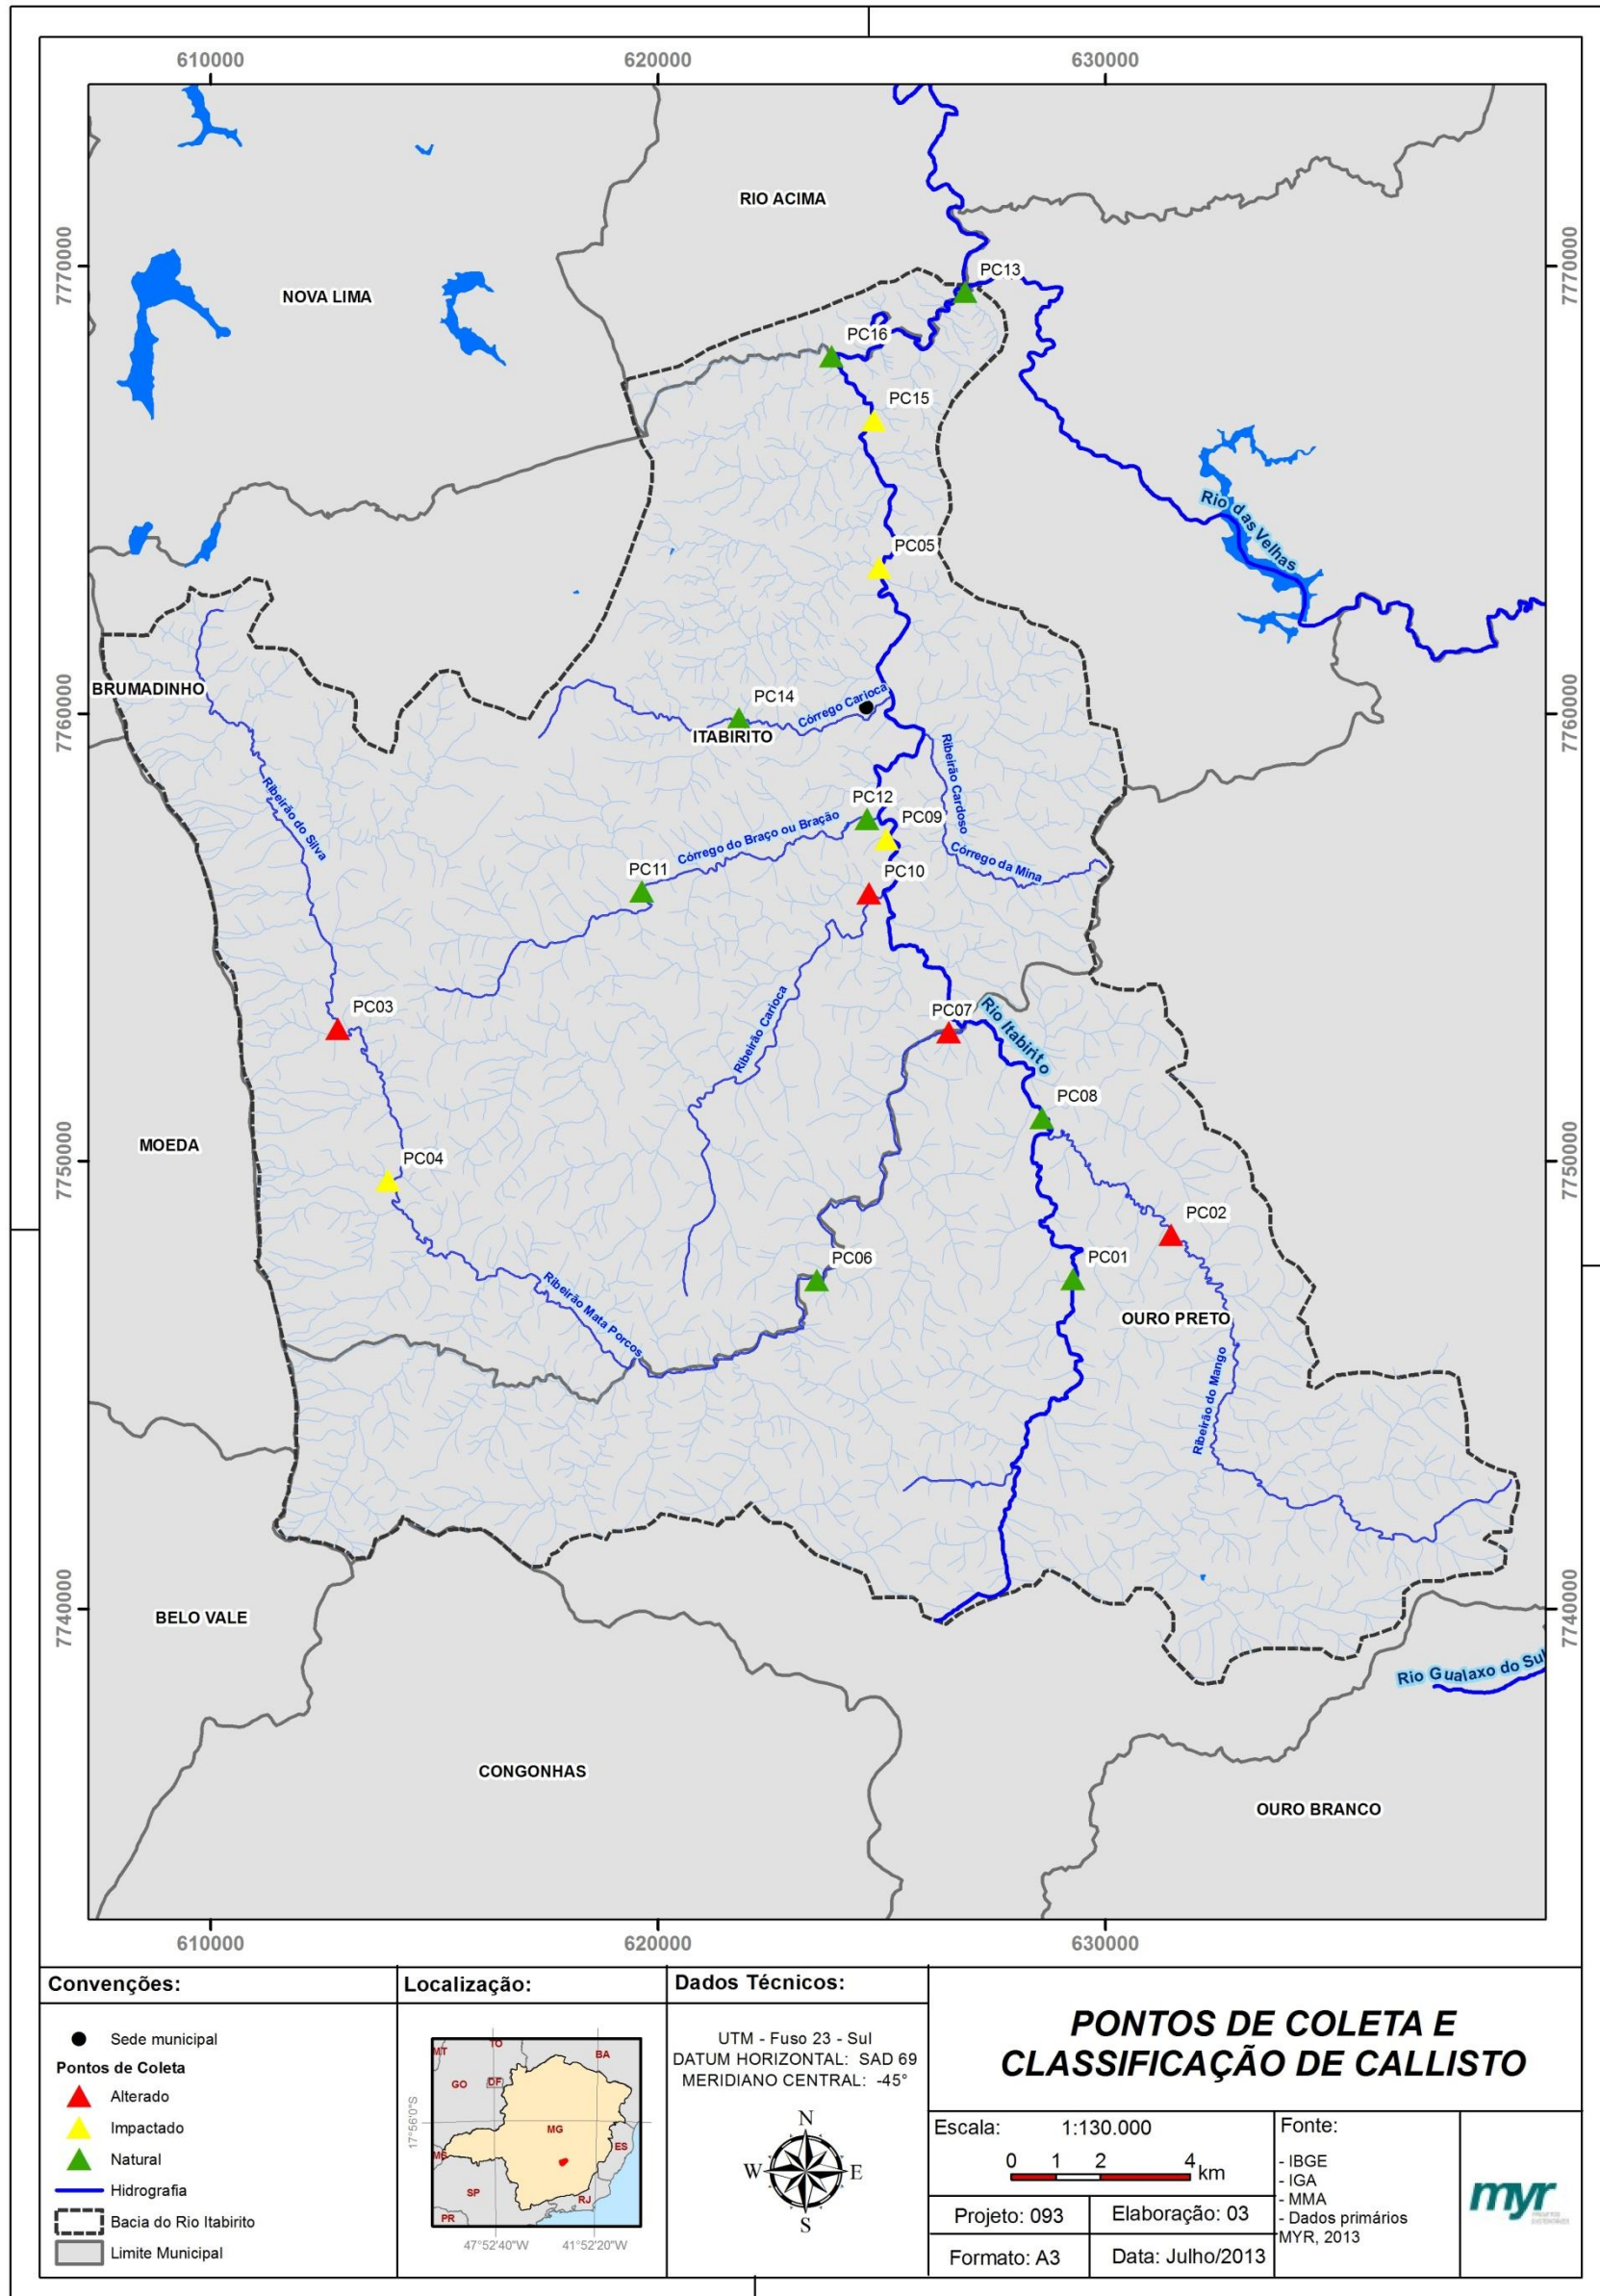 610000
620000
630000
RIO ACIMA
7770000
7770000
NOVA LIMA
PC13
PC16
PC15
Rio das Velhas
PC05
BRUMADINHO
PC14
Córrego Carioca
7760000
7760000
ITABIRITO
Ribeirão Cardoso
Ribeirão do Silva
PC12
Córrego do Braço ou Bração
PC09
Córrego da Mina
PC11
PC10
PC03
Ribeirão Carioca
PC07
Rio Itabirito
PC08
MOEDA
7750000
7750000
PC04
PC02
PC06
PC01
Ribeirão Mata Porcos
OURO PRETO
Ribeirão do Mango
7740000
7740000
BELO VALE
Rio Gualaxo do Sul
CONGONHAS
OURO BRANCO
610000
620000
630000
Convenções:
Sede municipal
Pontos de Coleta
Alterado
Impactado
Natural
Hidrografia
Bacia do Rio Itabirito
Limite Municipal
Localização:
MT
TO
BA
GO
DF
17°56'0"S
MG
MS
ES
SP
RJ
PR
47°52'40"W
41°52'20"W
Dados Técnicos:
UTM - Fuso 23 - Sul
DATUM HORIZONTAL: SAD 69
MERIDIANO CENTRAL: -45°
N
W
E
S
PONTOS DE COLETA E
CLASSIFICAÇÃO DE CALLISTO
Escala: 1:130.000
0 1 2 4 km
Projeto: 093
Elaboração: 03
Formato: A3
Data: Julho/2013
Fonte:
- IBGE
- IGA
- MMA
- Dados primários
MYR, 2013
myr